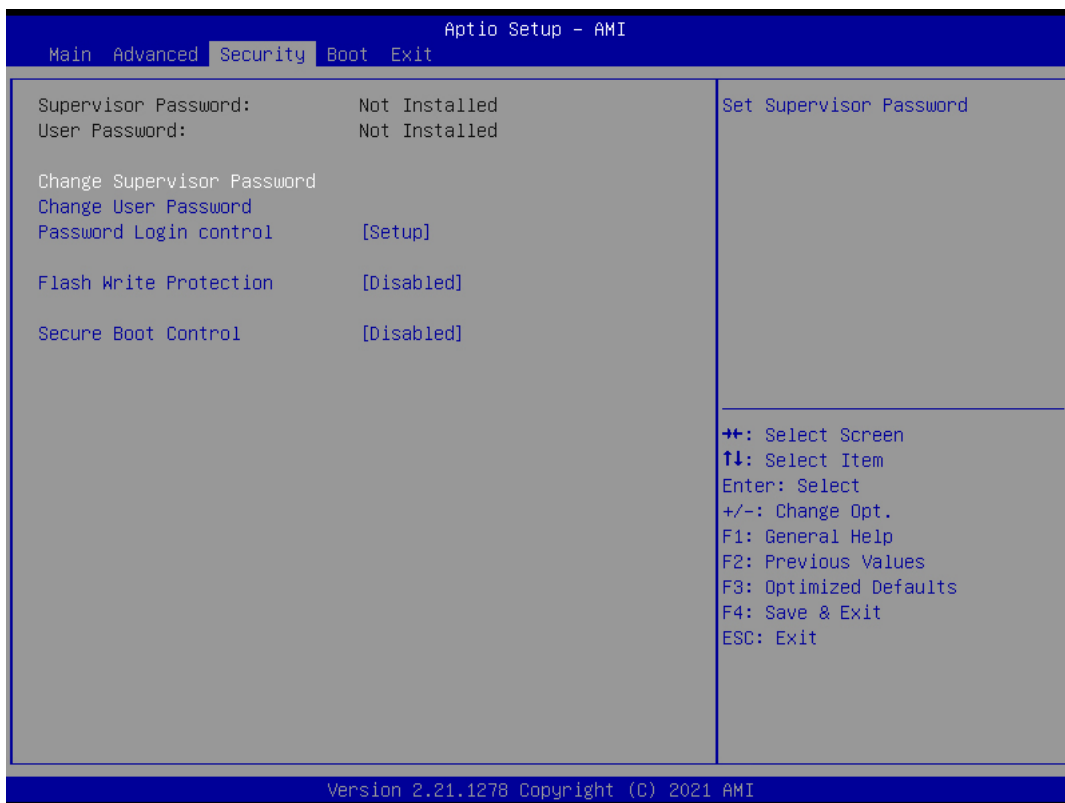 Aptio Setup – AMI
Main Advanced Security Boot Exit
Supervisor Password: Not Installed
User Password: Not Installed
Change Supervisor Password
Change User Password
Password Login control [Setup]
Flash Write Protection [Disabled]
Secure Boot Control [Disabled]
Set Supervisor Password
→←: Select Screen
↑↓: Select Item
Enter: Select
+/-: Change Opt.
F1: General Help
F2: Previous Values
F3: Optimized Defaults
F4: Save & Exit
ESC: Exit
Version 2.21.1278 Copyright (C) 2021 AMI